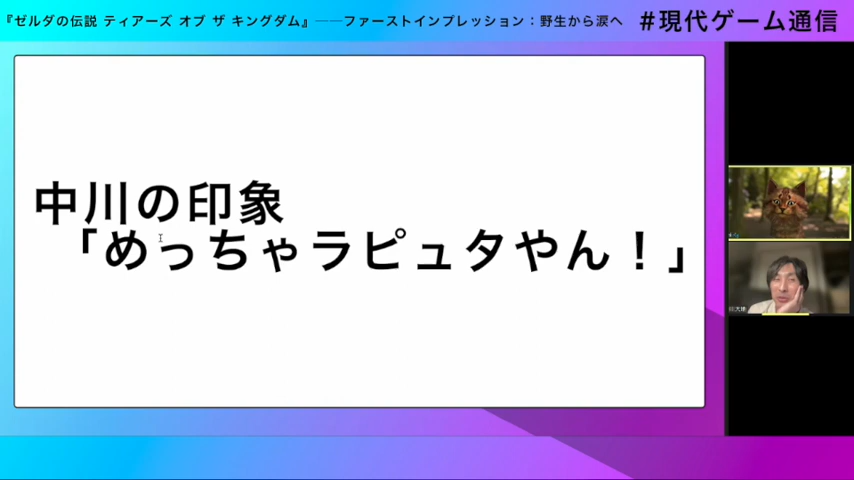 『ゼルダの伝説 ティアーズ オブ ザ キングダム』──ファーストインプレッション：野生から涙へ
#現代ゲーム通信
中川の印象
「めっちゃラピュタやん！」